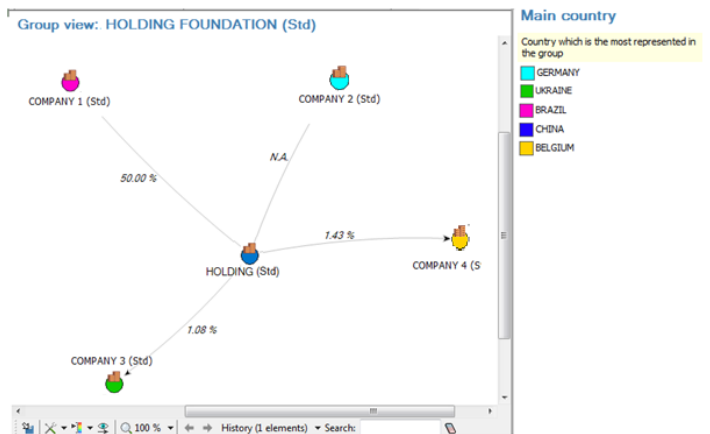 Group view: HOLDING FOUNDATION (Std)
COMPANY 1 (Std)
COMPANY 2 (Std)
N.A.
50.00 %
1.43 %
HOLDING (Std)
COMPANY 4 (S
1.08 %
COMPANY 3 (Std)
100 %
History (1 elements)
Search:
Main country
Country which is the most represented in
the group
GERMANY
UKRAINE
BRAZIL
CHINA
BELGIUM